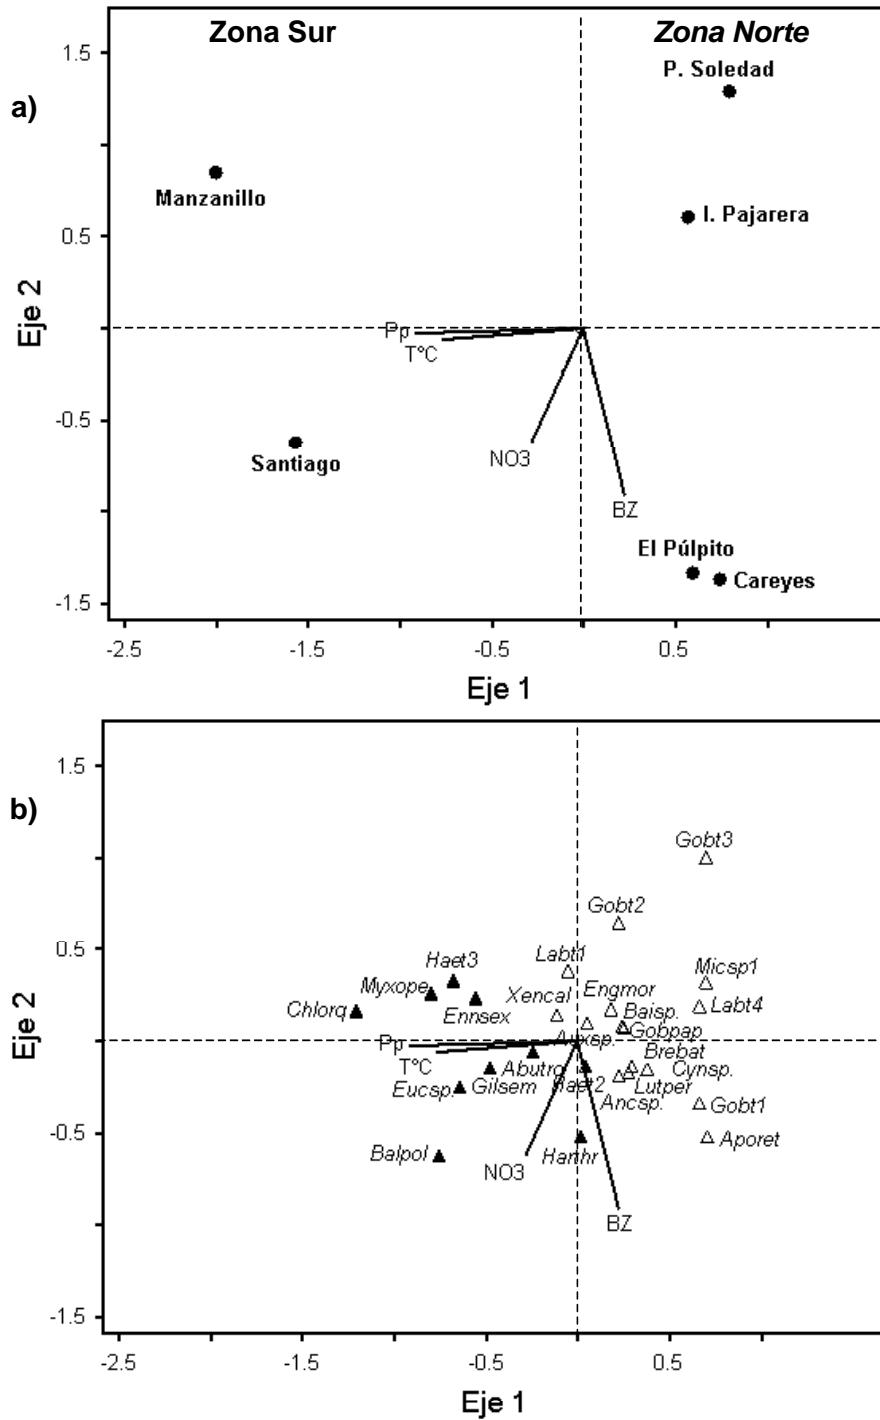 Zona Sur
Zona Norte
P. Soledad
a)
1.5
Manzanillo
I. Pajarera
0.5
Eje 2
Pp
T°C
-0.5
NO3
Santiago
BZ
El Púlpito
Careyes
-1.5
-2.5
-1.5
-0.5
0.5
Eje 1
b)
1.5
Gobt3
Gobt2
0.5
Labt1
Micsp1
Haet3
Myxope
Xencal
Engmor
Labt4
Chlorq
Ennsex
Baisp.
Eje 2
Auxsp.
Gobpap
Pp
T°C
Brebat
Abutro
Haet2
Cynsp.
Eucsp.
Gilsem
Lutper
Ancsp.
Gobt1
-0.5
Balpol
NO3
Aporet
BZ
-1.5
-2.5
-1.5
-0.5
0.5
Eje 1